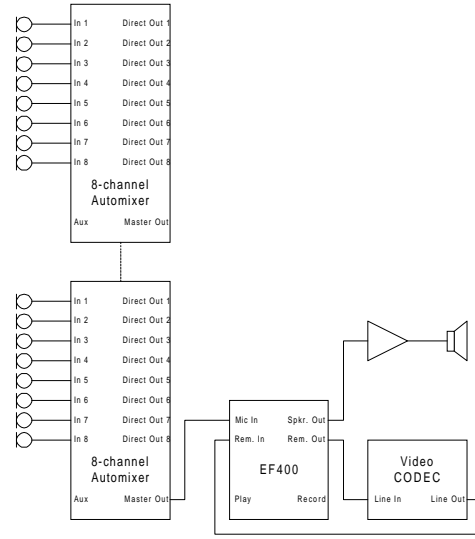 In 1 Direct Out 1
In 2 Direct Out 2
In 3 Direct Out 3
In 4 Direct Out 4
In 5 Direct Out 5
In 6 Direct Out 6
In 7 Direct Out 7
In 8 Direct Out 8
8-channel
Automixer
Aux Master Out
In 1 Direct Out 1
In 2 Direct Out 2
In 3 Direct Out 3
In 4 Direct Out 4
In 5 Direct Out 5
In 6 Direct Out 6
In 7 Direct Out 7
In 8 Direct Out 8
8-channel
Automixer
Aux Master Out
Mic In Spkr. Out
Rem. In Rem. Out
EF400
Play Record
Video
CODEC
Line In Line Out